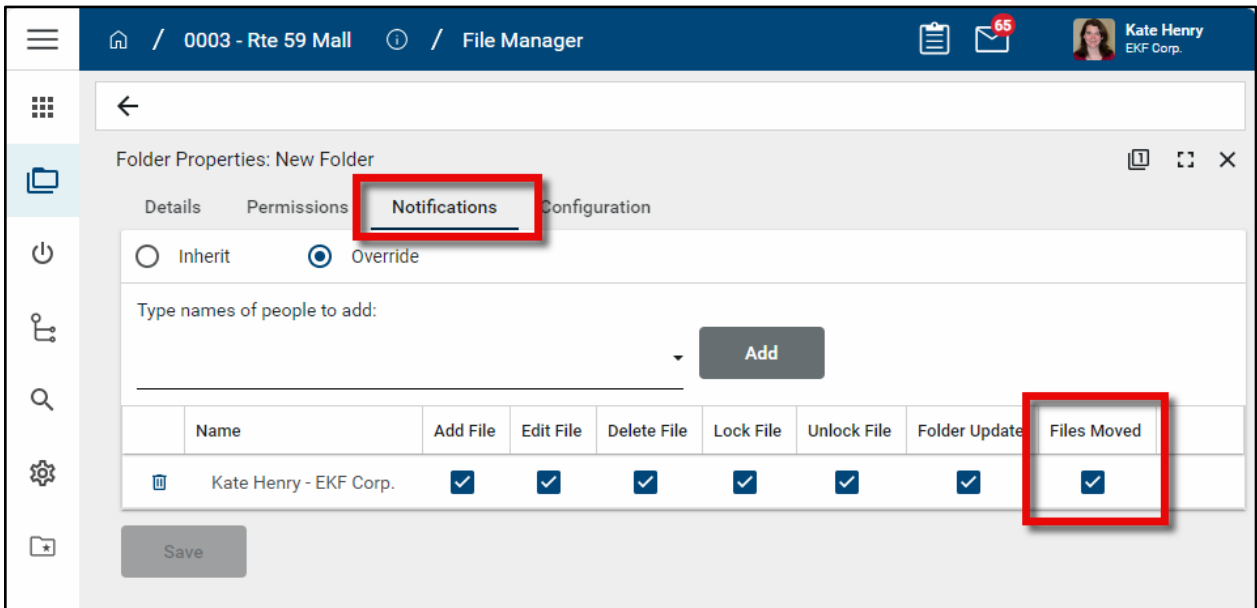 / 0003 - Rte 59 Mall / File Manager
65
Kate Henry
EKF Corp.
Folder Properties: New Folder
1
Details Permissions Notifications Configuration
Inherit Override
Type names of people to add:
Add
Name Add File Edit File Delete File Lock File Unlock File Folder Update Files Moved
Kate Henry - EKF Corp.
Save